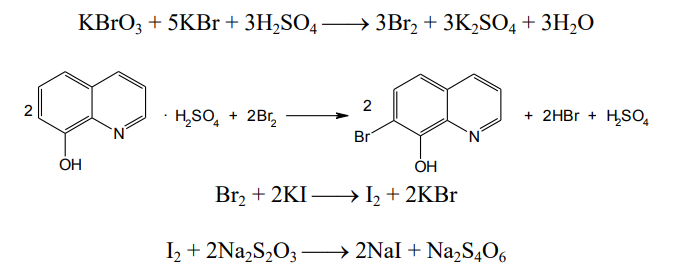 KBrO₃ + 5KBr + 3H₂SO₄ ⟶ 3Br₂ + 3K₂SO₄ + 3H₂O
2 N OH · H₂SO₄ + 2Br₂ ⟶ 2 Br N OH + 2HBr + H₂SO₄
Br₂ + 2KI ⟶ I₂ + 2KBr
I₂ + 2Na₂S₂O₃ ⟶ 2NaI + Na₂S₄O₆